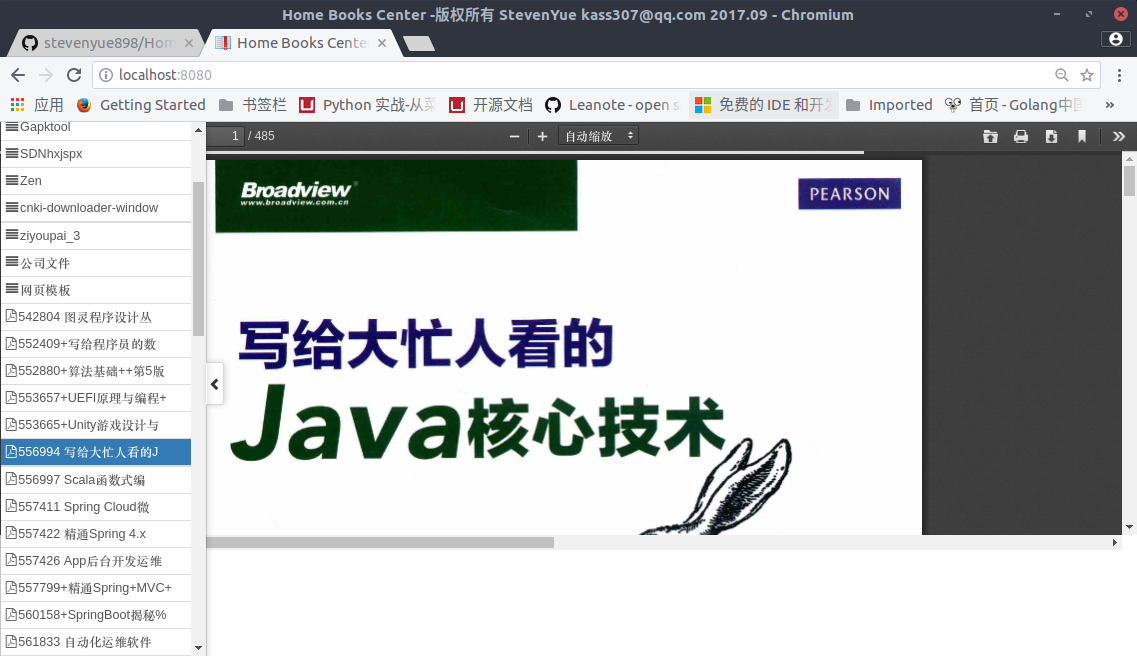 Home Books Center -版权所有 StevenYue kass307@qq.com 2017.09 - Chromium
stevenyue898/Hom
Home Books Cente
localhost:8080
应用
Getting Started
书签栏
Python 实战-从菜
开源文档
Leanote - open s
免费的 IDE 和开发
Imported
首页 - Golang中国
»
Gapktool
SDNhxjspx
Zen
cnki-downloader-window
ziyoupai_3
公司文件
网页模板
542804 图灵程序设计丛
552409+写给程序员的数
552880+算法基础++第5版
553657+UEFI原理与编程+
553665+Unity游戏设计与
556994 写给大忙人看的J
556997 Scala函数式编
557411 Spring Cloud微
557422 精通Spring 4.x
557426 App后台开发运维
557799+精通Spring+MVC+
560158+SpringBoot揭秘%
561833 自动化运维软件
1 / 485
自动缩放
Broadview
www.broadview.com.cn
PEARSON
写给大忙人看的
Java核心技术